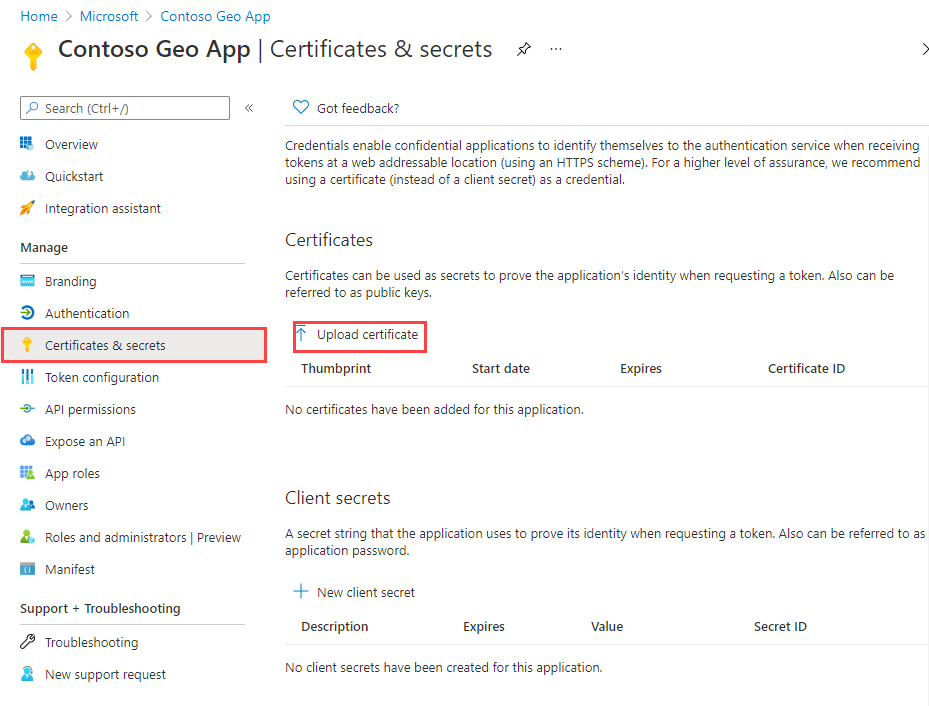 Home > Microsoft > Contoso Geo App
Contoso Geo App | Certificates & secrets
Search (Ctrl+/)
Overview
Quickstart
Integration assistant
Manage
Branding
Authentication
Certificates & secrets
Token configuration
API permissions
Expose an API
App roles
Owners
Roles and administrators | Preview
Manifest
Support + Troubleshooting
Troubleshooting
New support request
Got feedback?
Credentials enable confidential applications to identify themselves to the authentication service when receiving
tokens at a web addressable location (using an HTTPS scheme). For a higher level of assurance, we recommend
using a certificate (instead of a client secret) as a credential.
Certificates
Certificates can be used as secrets to prove the application's identity when requesting a token. Also can be
referred to as public keys.
Upload certificate
Thumbprint Start date Expires Certificate ID
No certificates have been added for this application.
Client secrets
A secret string that the application uses to prove its identity when requesting a token. Also can be referred to as
application password.
New client secret
Description Expires Value Secret ID
No client secrets have been created for this application.